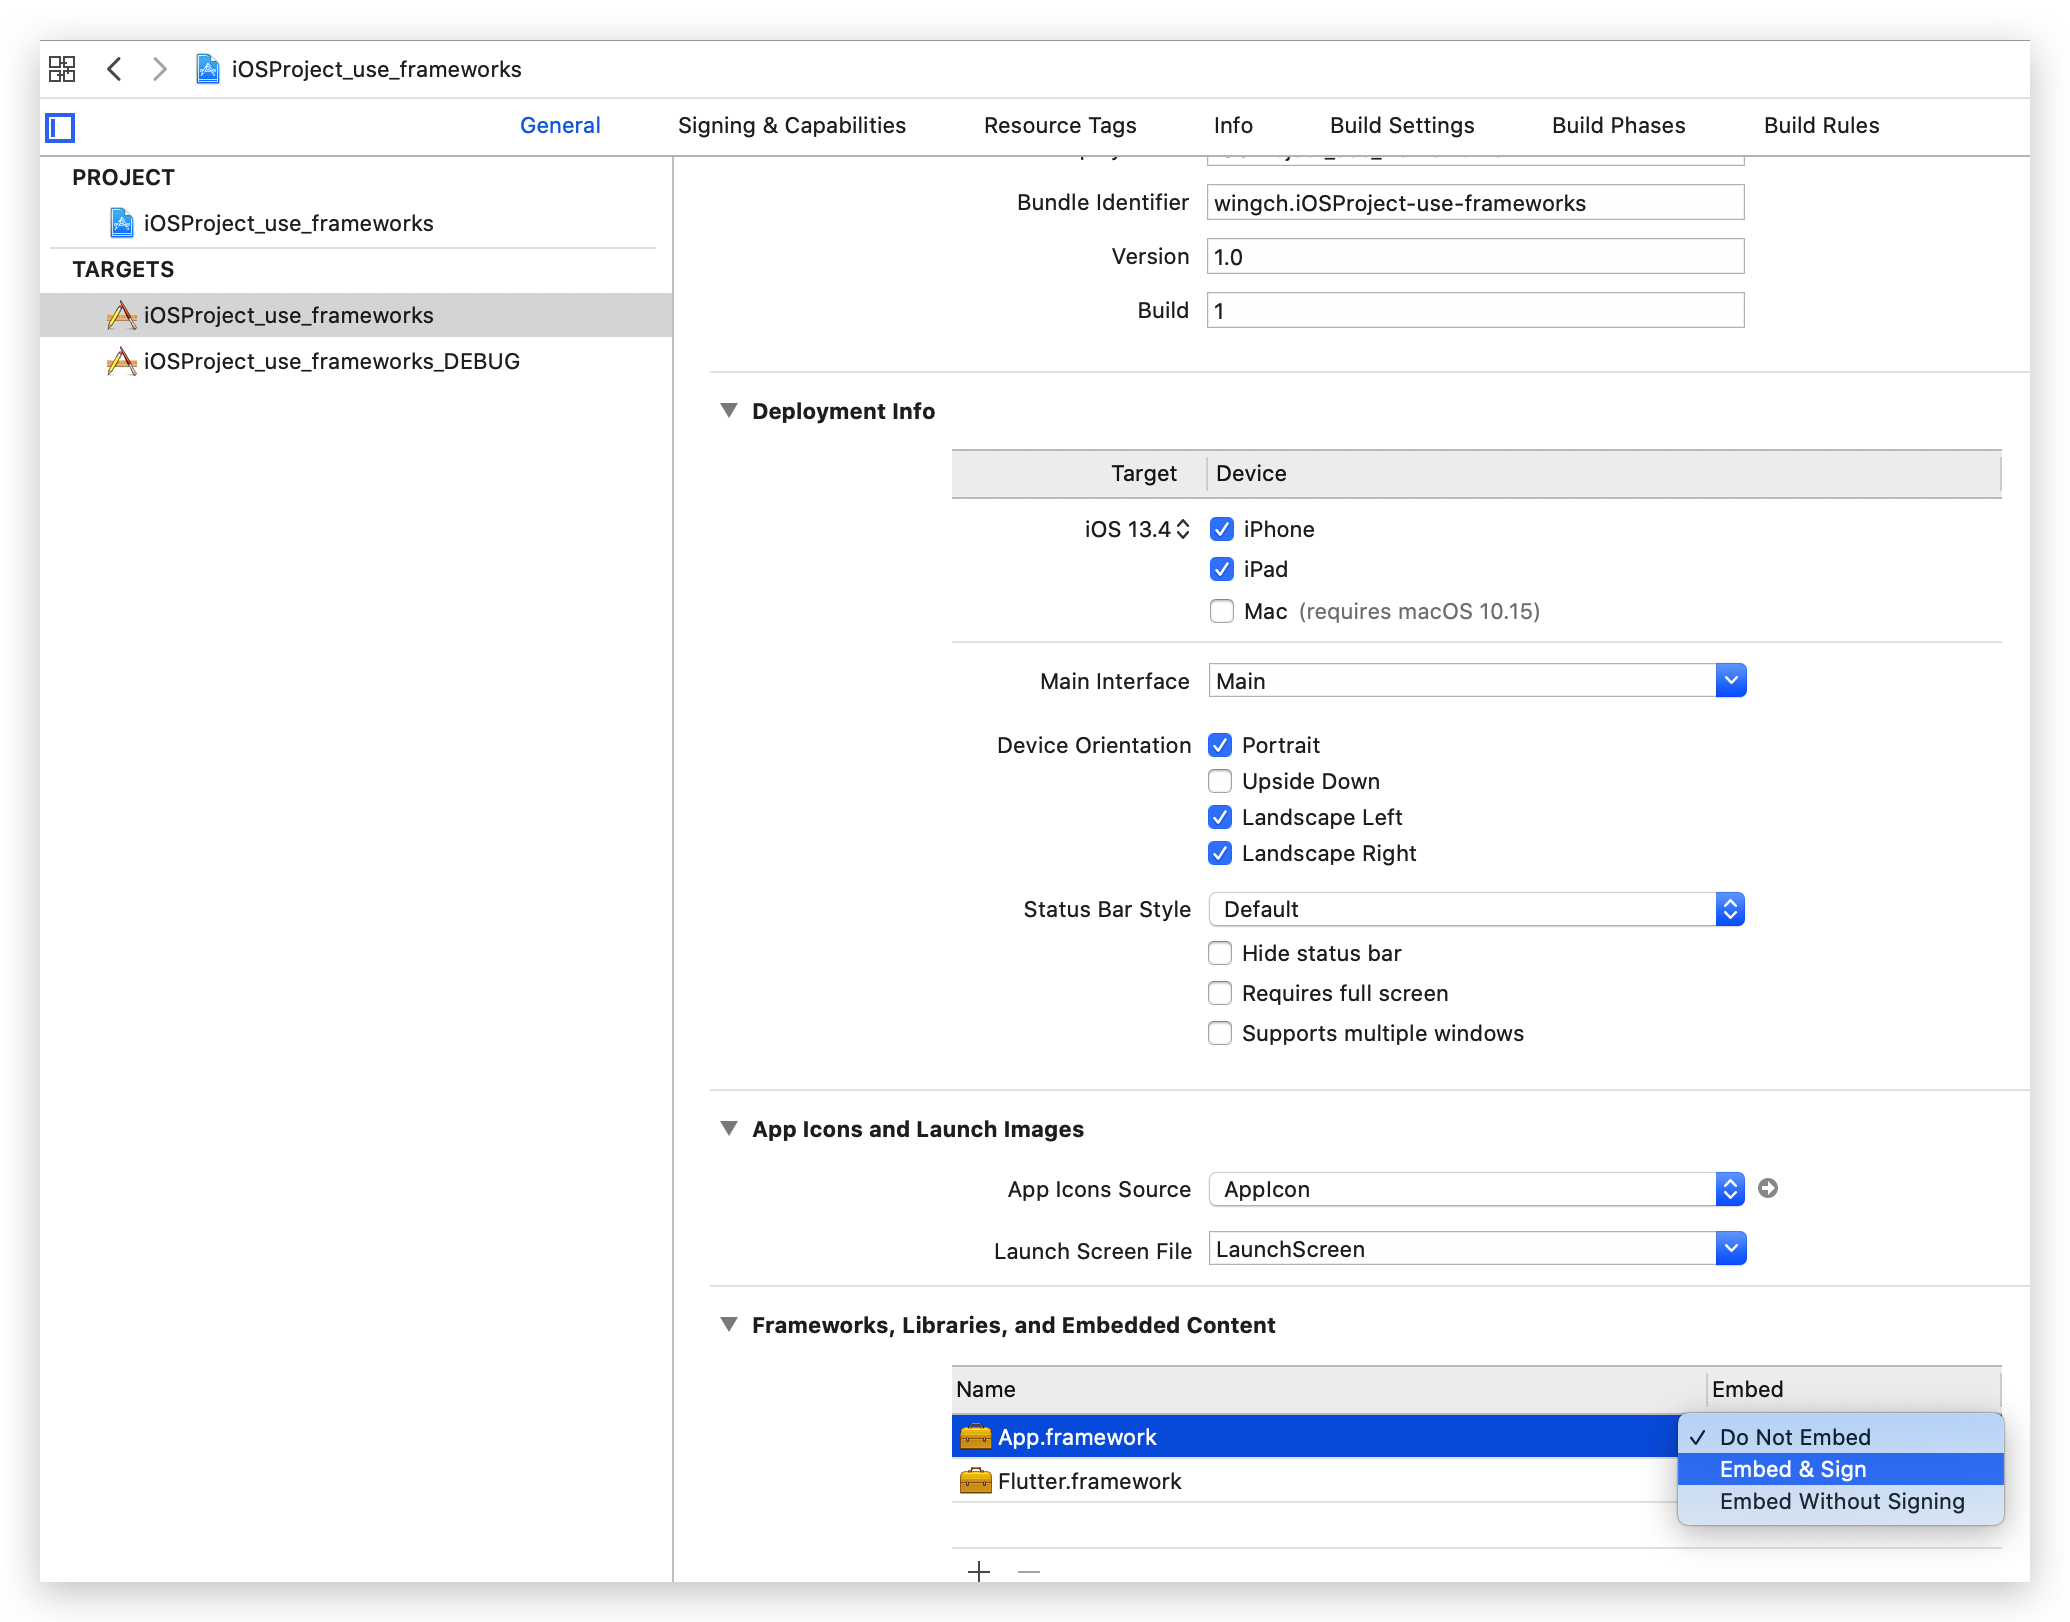 iOSProject_use_frameworks
General Signing & Capabilities Resource Tags Info Build Settings Build Phases Build Rules
PROJECT
iOSProject_use_frameworks
TARGETS
iOSProject_use_frameworks
iOSProject_use_frameworks_DEBUG
Bundle Identifier wingch.iOSProject-use-frameworks
Version 1.0
Build 1
Deployment Info
Target Device
iOS 13.4 iPhone
iPad
Mac (requires macOS 10.15)
Main Interface Main
Device Orientation Portrait
Upside Down
Landscape Left
Landscape Right
Status Bar Style Default
Hide status bar
Requires full screen
Supports multiple windows
App Icons and Launch Images
App Icons Source AppIcon
Launch Screen File LaunchScreen
Frameworks, Libraries, and Embedded Content
Name Embed
App.framework Do Not Embed
Embed & Sign
Flutter.framework
Embed Without Signing